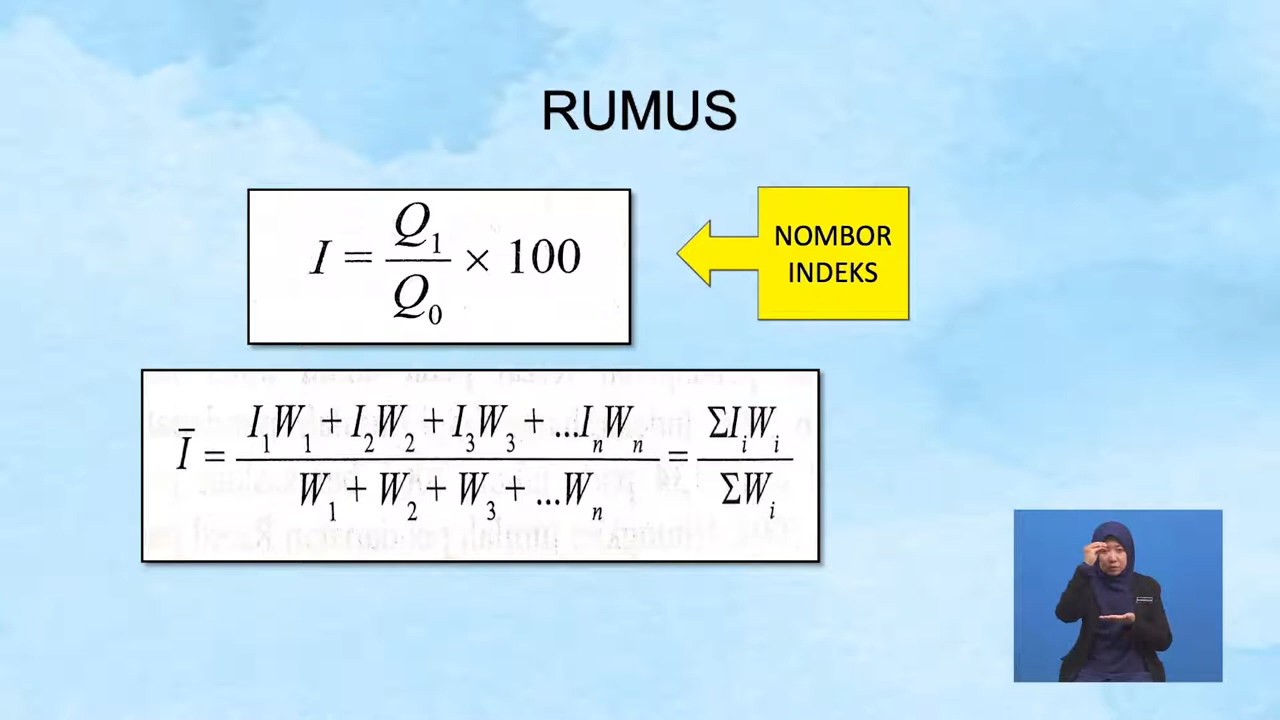 RUMUS
I = Q₁/Q₀ × 100
NOMBOR
INDEKS
Ī = (I₁W₁ + I₂W₂ + I₃W₃ + ...IₙWₙ)/(W₁ + W₂ + W₃ + ...Wₙ) = ΣIᵢWᵢ/ΣWᵢ